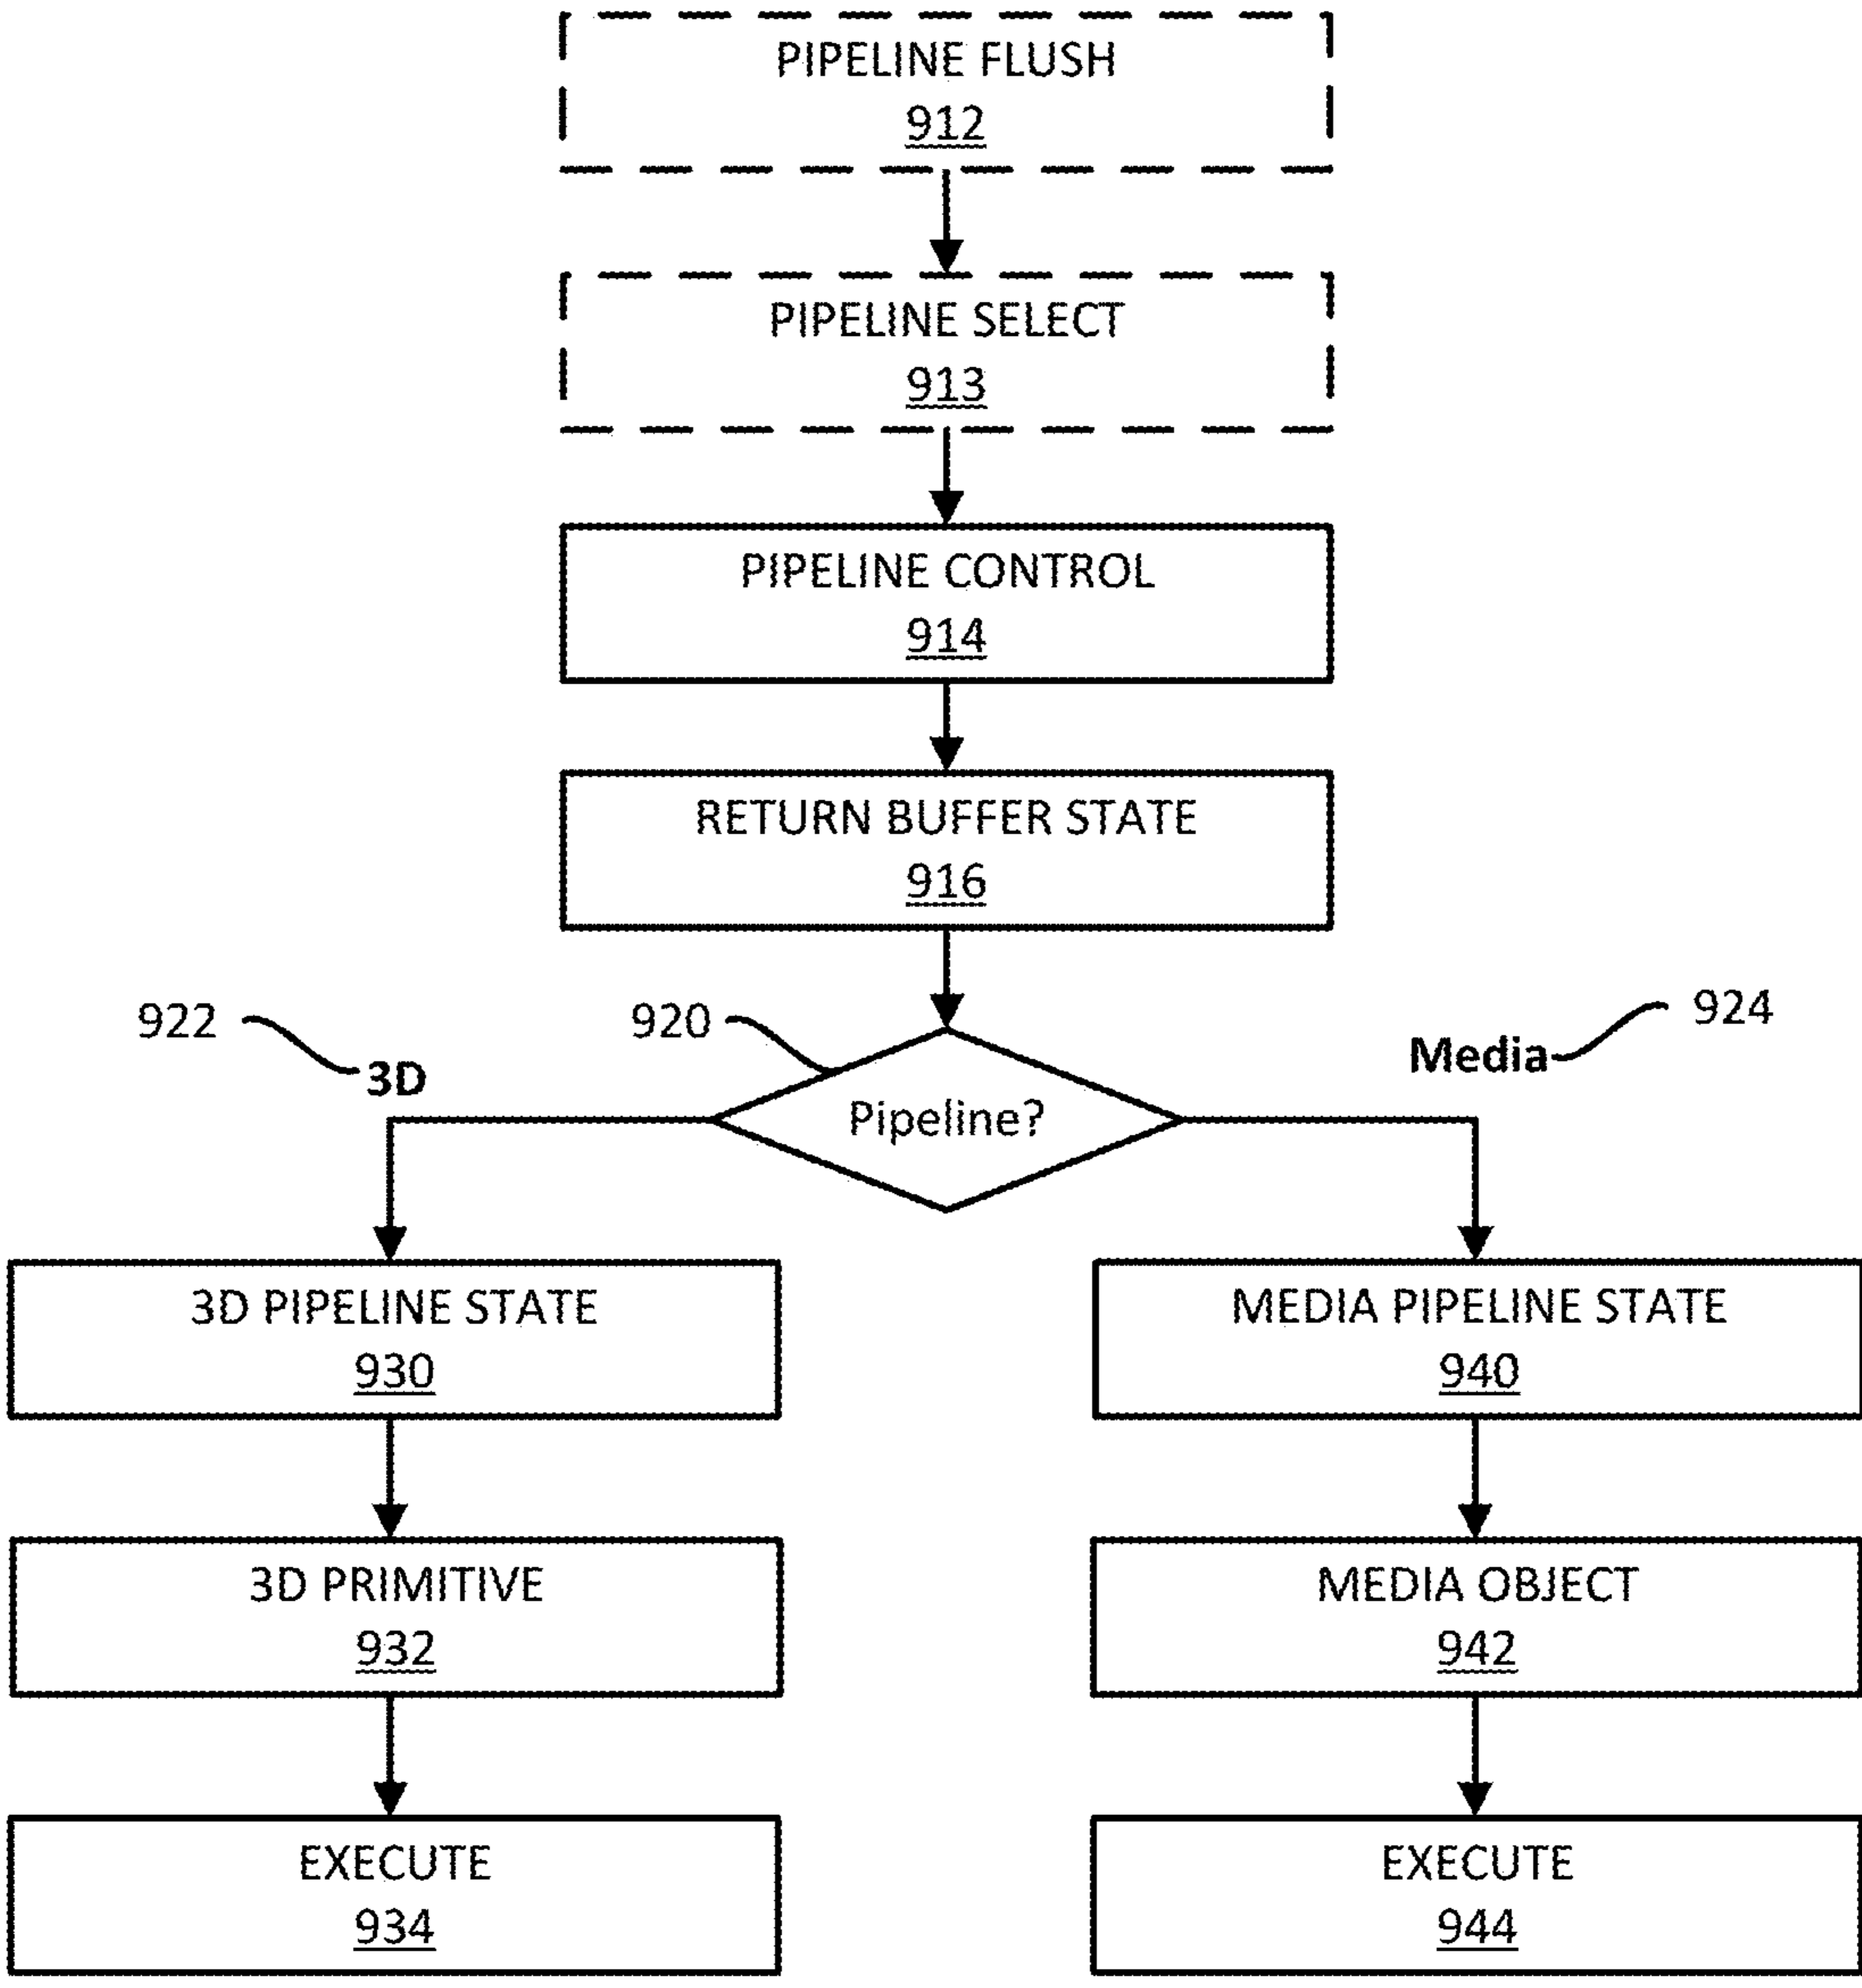 PIPELINE FLUSH
912
PIPELINE SELECT
913
PIPELINE CONTROL
914
RETURN BUFFER STATE
916
922
920
924
3D
Media
Pipeline?
3D PIPELINE STATE
930
MEDIA PIPELINE STATE
940
3D PRIMITIVE
932
MEDIA OBJECT
942
EXECUTE
934
EXECUTE
944